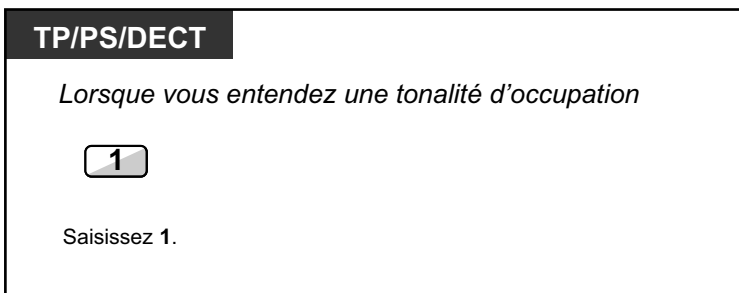 TP/PS/DECT
Lorsque vous entendez une tonalité d'occupation
1
Saisissez 1.